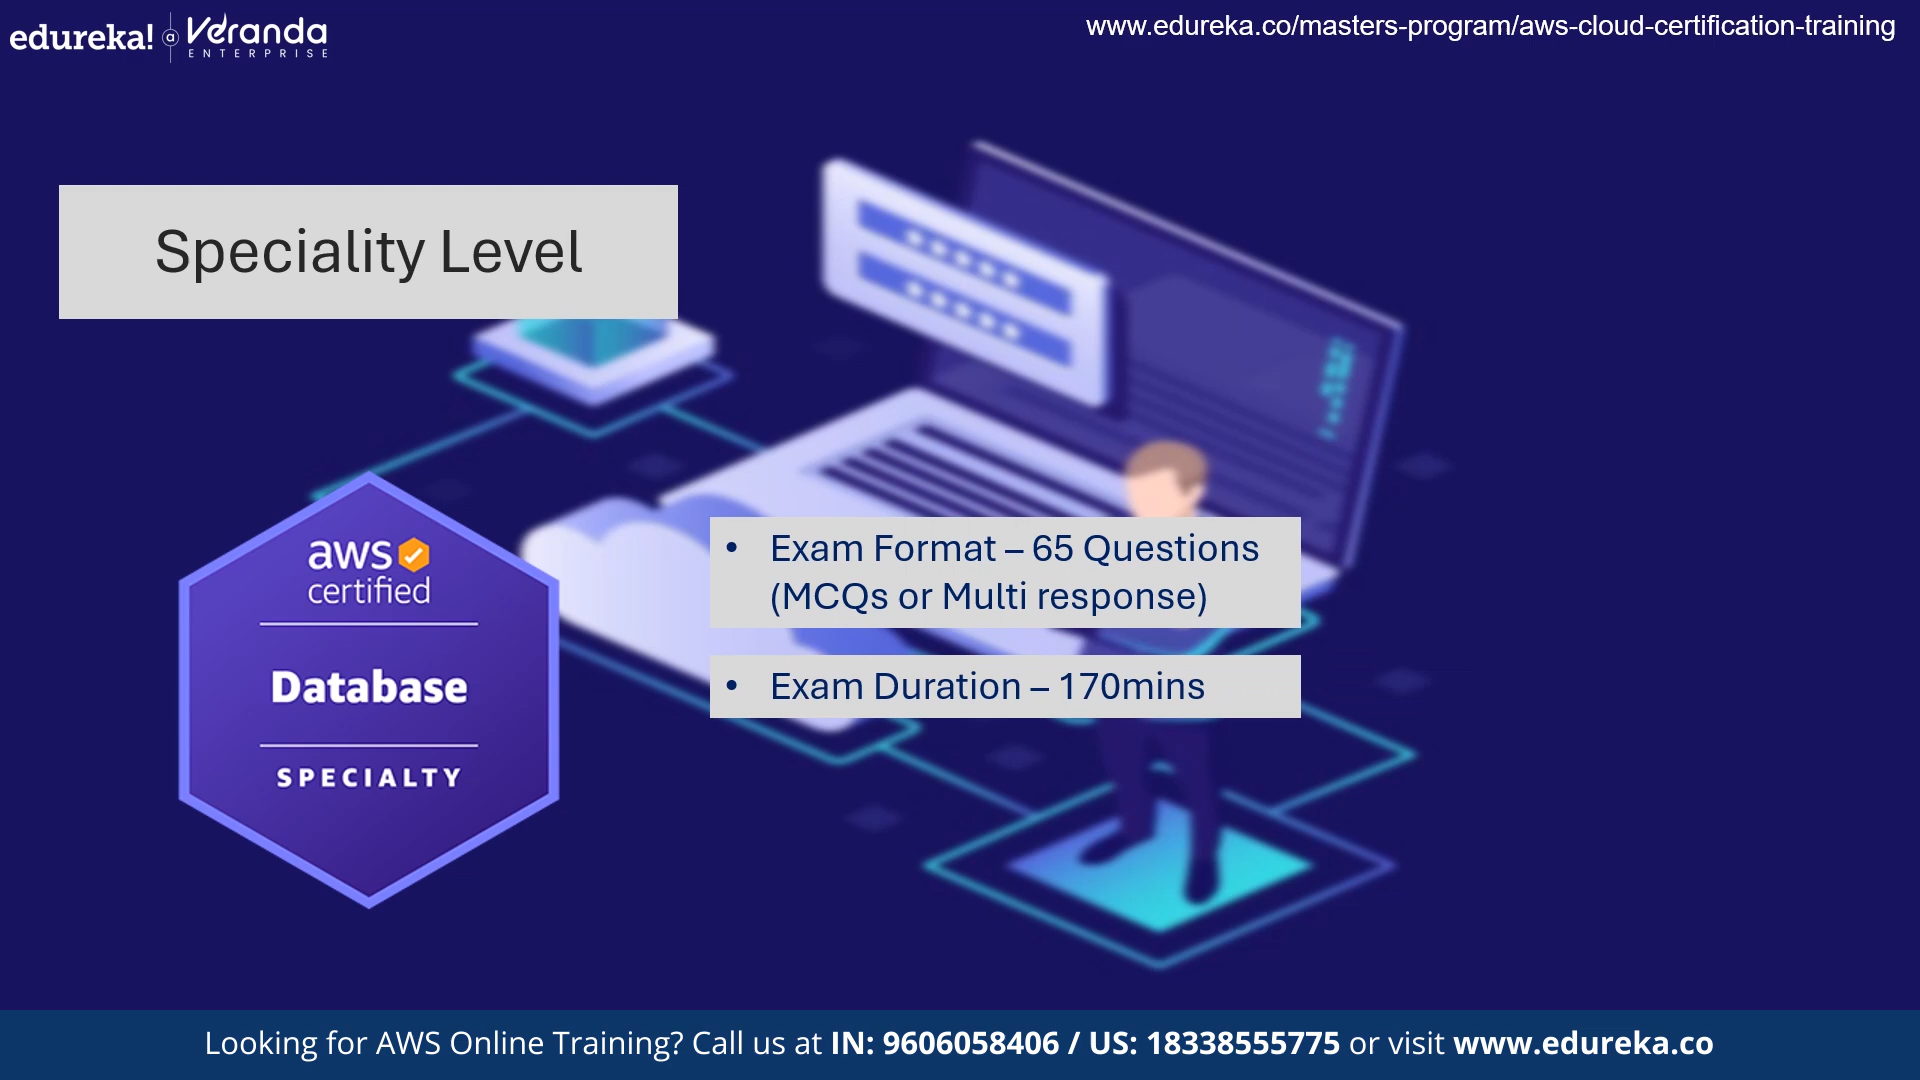 edureka! a Veranda
ENTERPRISE
www.edureka.co/masters-program/aws-cloud-certification-training
Speciality Level
aws
certified
Database
SPECIALTY
• Exam Format – 65 Questions
(MCQs or Multi response)
• Exam Duration – 170mins
Looking for AWS Online Training? Call us at IN: 9606058406 / US: 18338555775 or visit www.edureka.co